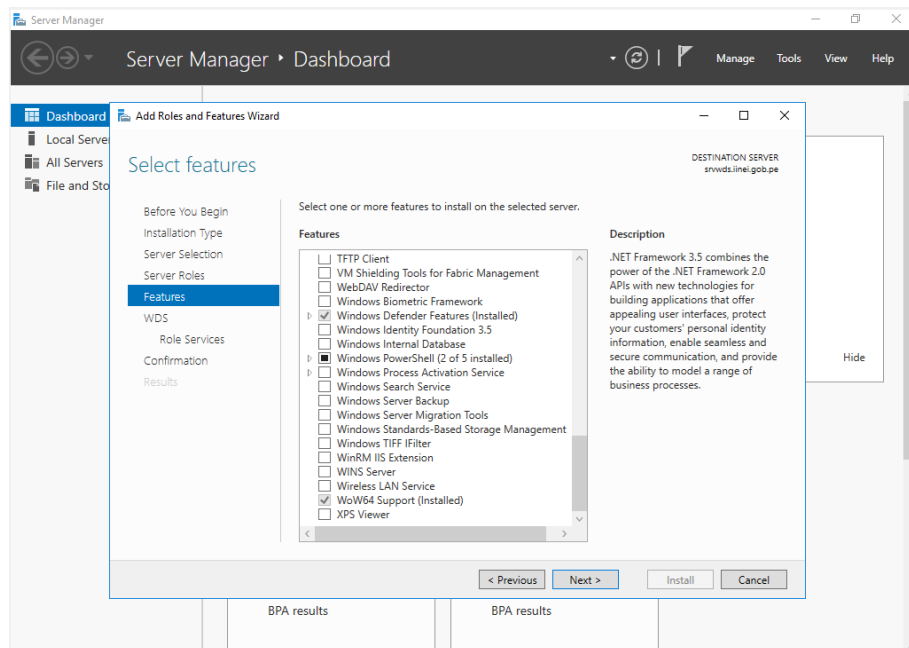 Server Manager
Server Manager • Dashboard
Manage Tools View Help
Dashboard
Local Server
All Servers
File and Sto
Add Roles and Features Wizard
Select features
DESTINATION SERVER
srvwds.iinei.gob.pe
Before You Begin
Installation Type
Server Selection
Server Roles
Features
WDS
Role Services
Confirmation
Results
Select one or more features to install on the selected server.
Features
TFTP Client
VM Shielding Tools for Fabric Management
WebDAV Redirector
Windows Biometric Framework
Windows Defender Features (Installed)
Windows Identity Foundation 3.5
Windows Internal Database
Windows PowerShell (2 of 5 installed)
Windows Process Activation Service
Windows Search Service
Windows Server Backup
Windows Server Migration Tools
Windows Standards-Based Storage Management
Windows TIFF IFilter
WinRM IIS Extension
WINS Server
Wireless LAN Service
WoW64 Support (Installed)
XPS Viewer
Description
.NET Framework 3.5 combines the
power of the .NET Framework 2.0
APIs with new technologies for
building applications that offer
appealing user interfaces, protect
your customers' personal identity
information, enable seamless and
secure communication, and provide
the ability to model a range of
business processes.
Hide
< Previous
Next >
Install
Cancel
BPA results
BPA results